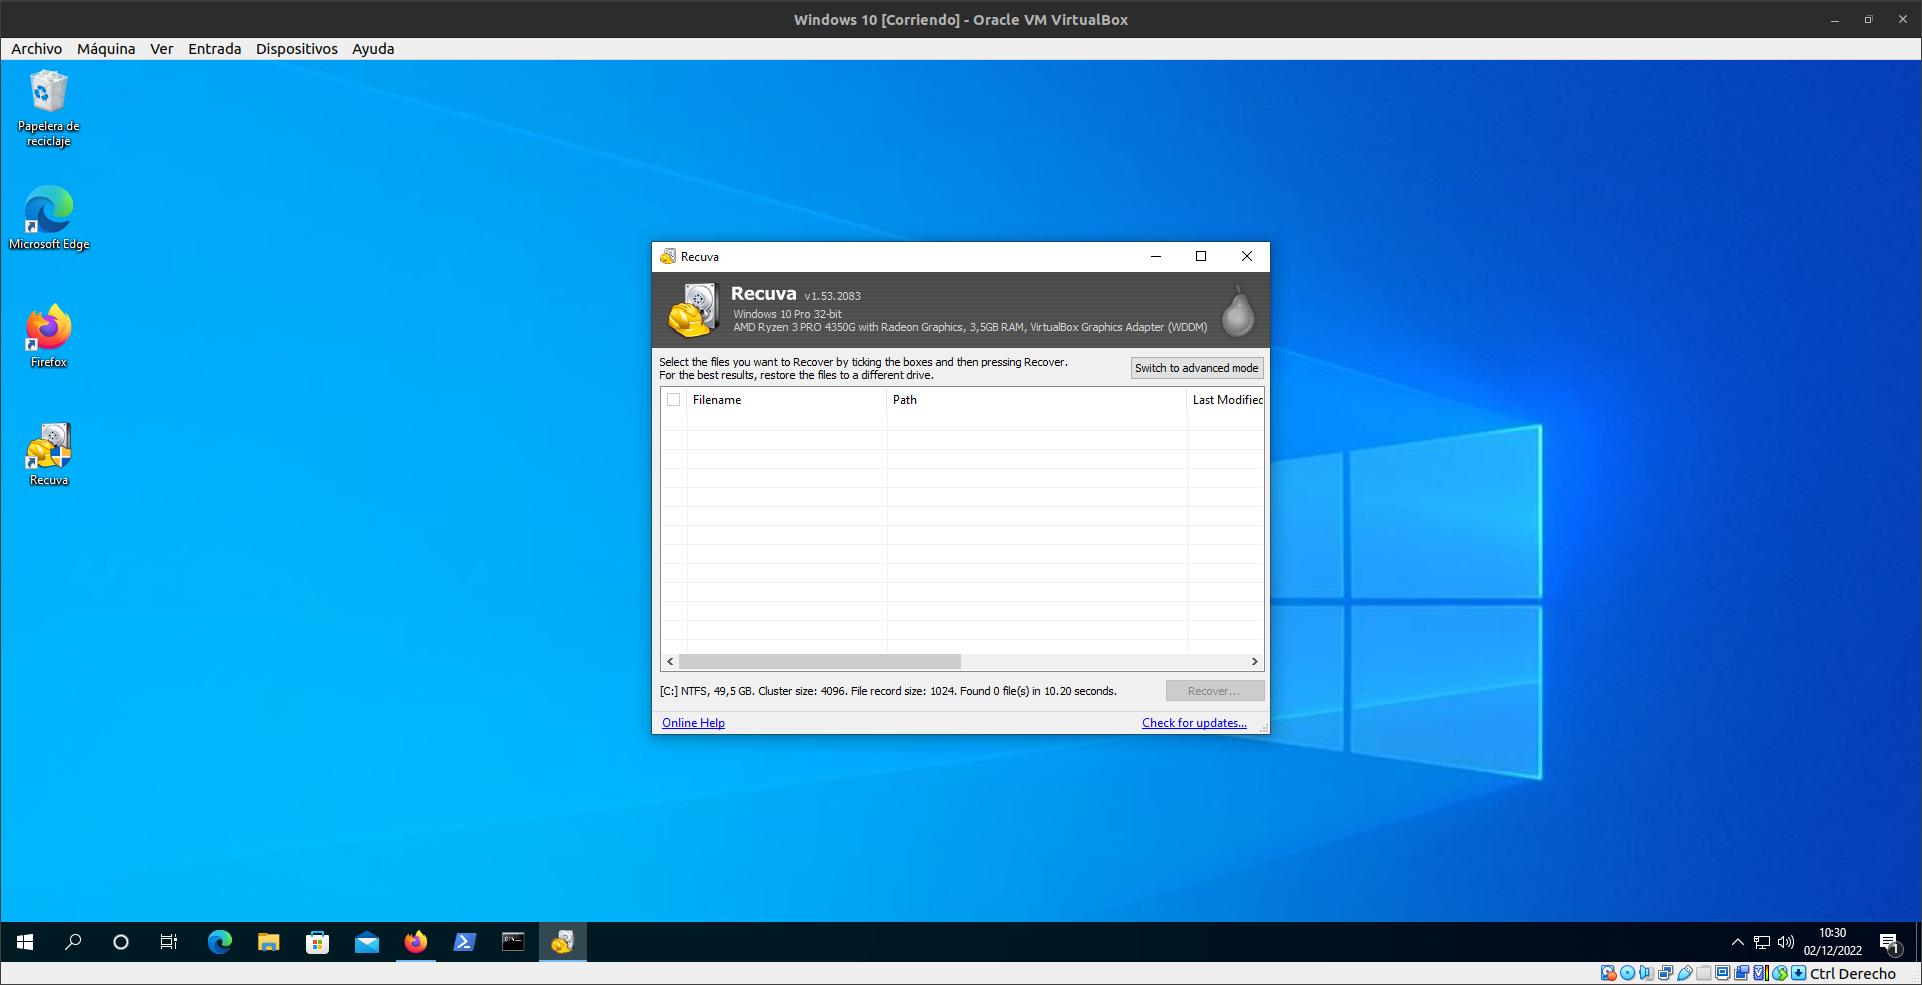 Windows 10 [Corriendo] - Oracle VM VirtualBox
Archivo Máquina Ver Entrada Dispositivos Ayuda
Papelera de
reciclaje
Microsoft Edge
Firefox
Recuva
Recuva
Recuva v1.53.2083
Windows 10 Pro 32-bit
AMD Ryzen 3 PRO 4350G with Radeon Graphics, 3,5GB RAM, VirtualBox Graphics Adapter (WDDM)
Select the files you want to Recover by ticking the boxes and then pressing Recover.
For the best results, restore the files to a different drive.
Switch to advanced mode
Filename Path Last Modified
[C:] NTFS, 49,5 GB. Cluster size: 4096. File record size: 1024. Found 0 file(s) in 10.20 seconds.
Recover...
Online Help Check for updates...
10:30
02/12/2022
1
Ctrl Derecho